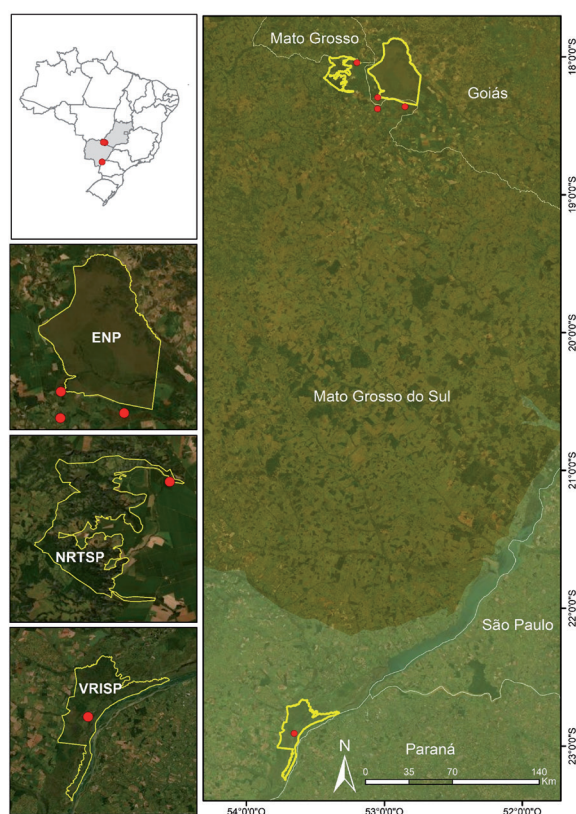 Mato Grosso
Goiás
18°0'0"S
19°0'0"S
ENP
20°0'0"S
Mato Grosso do Sul
NRTSP
21°0'0"S
22°0'0"S
São Paulo
VRISP
Paraná
23°0'0"S
N
0 35 70 140
Km
54°0'0"O 53°0'0"O 52°0'0"O